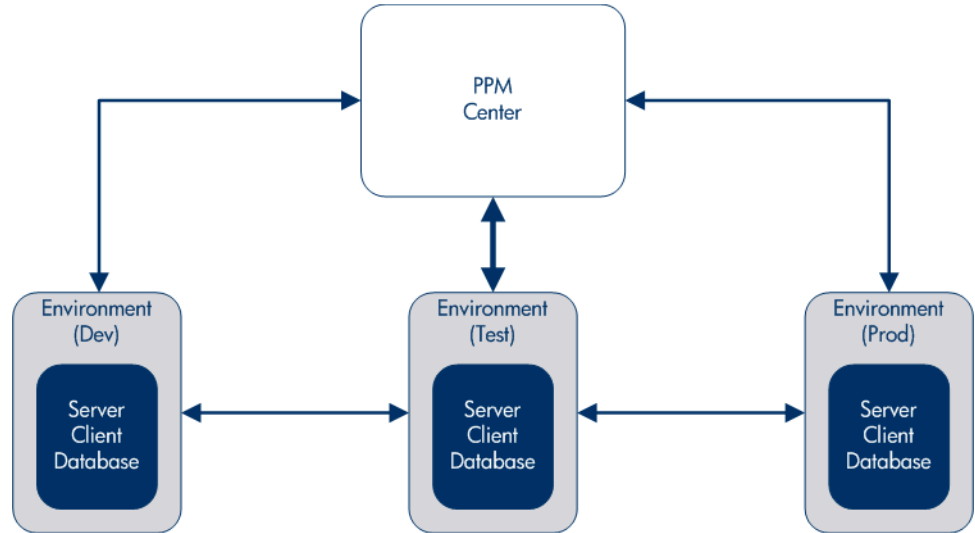 PPM
Center
Environment
(Dev)
Server
Client
Database
Environment
(Test)
Server
Client
Database
Environment
(Prod)
Server
Client
Database